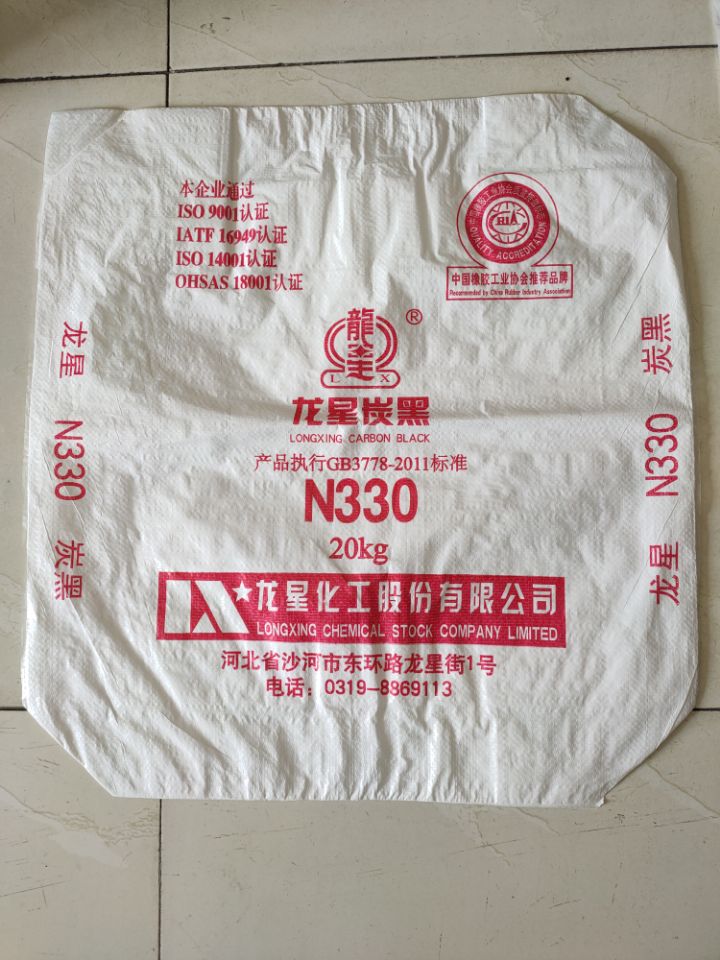 本企业通过
ISO 9001认证
IATF 16949认证
ISO 14001认证
OHSAS 18001认证
CRIA
QUALITY ACCREDITATION
中国橡胶工业协会推荐品牌
Recommended by China Rubber Industry Association
龍星®
L X
龙星炭黑
LONGXING CARBON BLACK
产品执行GB3778-2011标准
N330
20kg
龙星化工股份有限公司
LONGXING CHEMICAL STOCK COMPANY LIMITED
河北省沙河市东环路龙星街1号
电话：0319-8869113
龙星 N330 炭黑
龙星 N330 炭黑